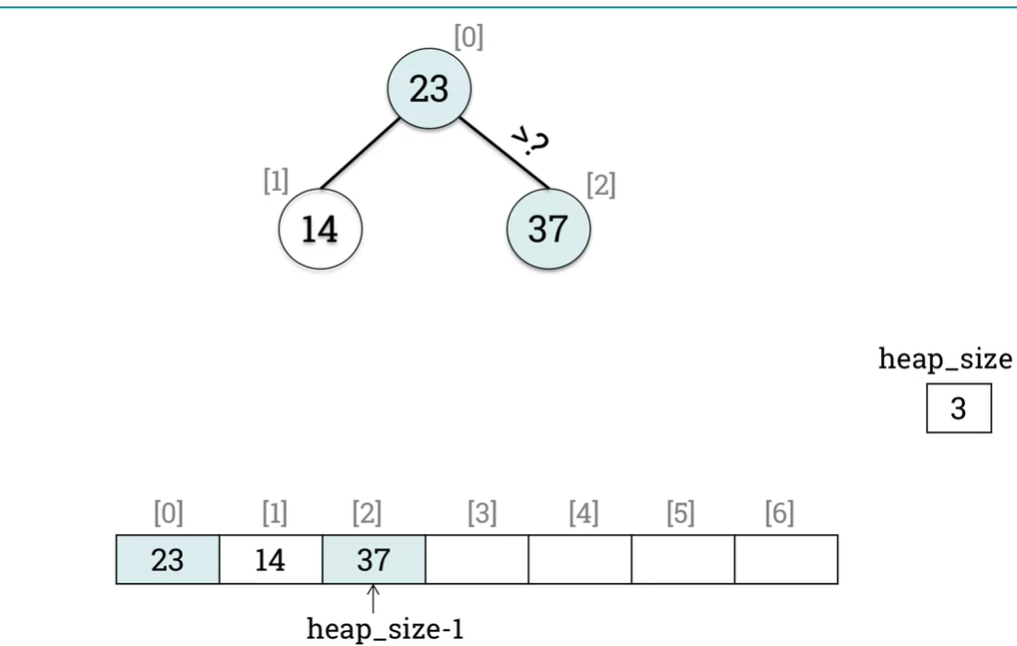 [0]
23
>?
[1]
[2]
14
37
heap_size
3
[0] [1] [2] [3] [4] [5] [6]
23 14 37
heap_size-1